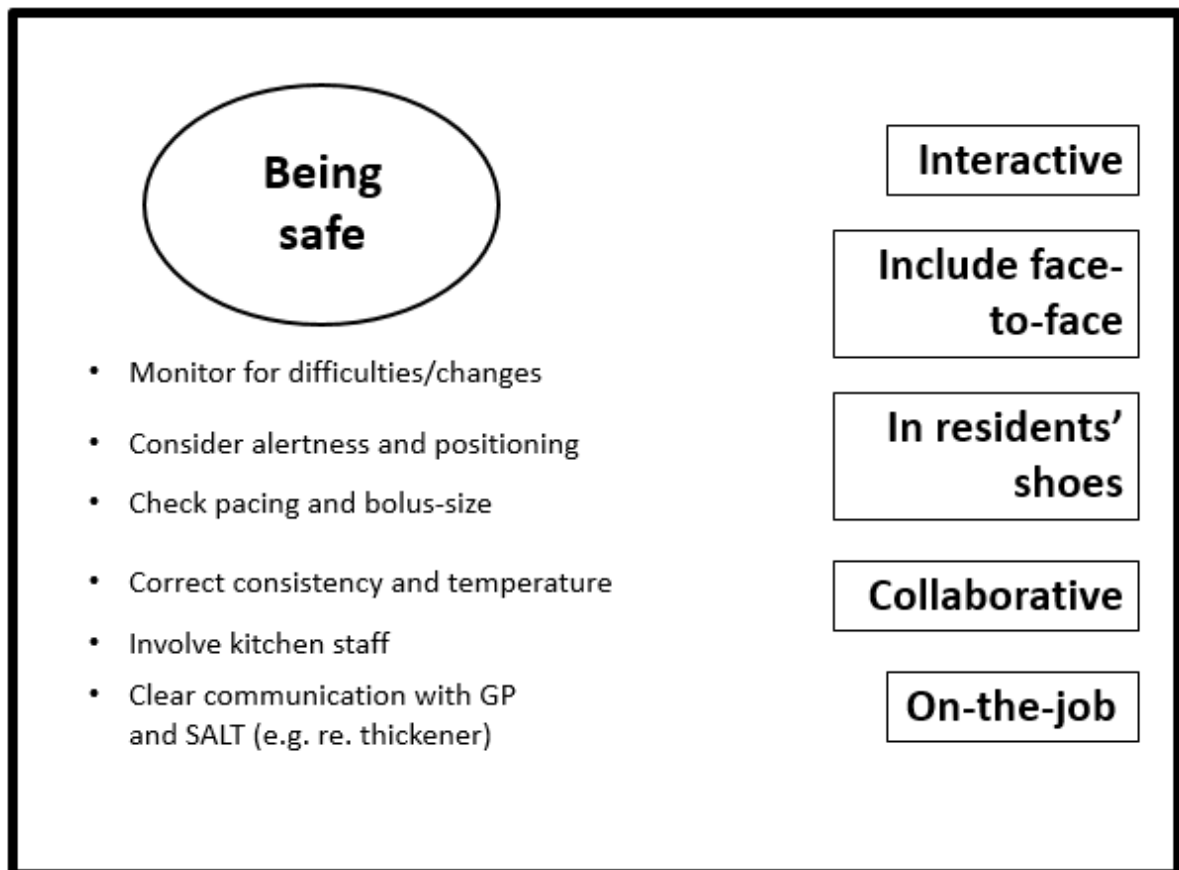 Being
safe
• Monitor for difficulties/changes
• Consider alertness and positioning
• Check pacing and bolus-size
• Correct consistency and temperature
• Involve kitchen staff
• Clear communication with GP
and SALT (e.g. re. thickener)
Interactive
Include face-
to-face
In residents’
shoes
Collaborative
On-the-job